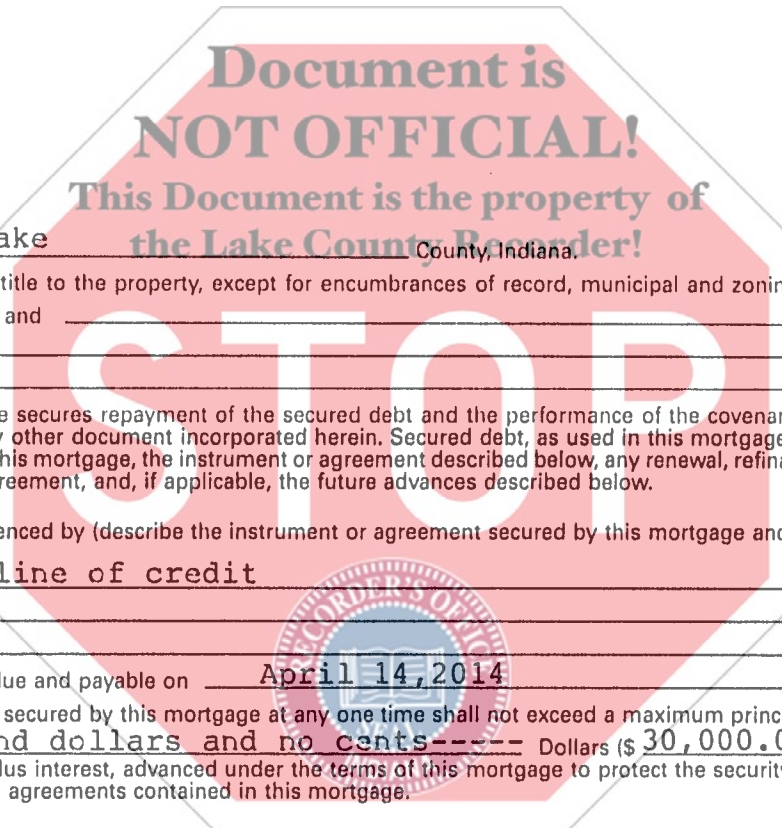 Document is
NOT OFFICIAL!
This Document is the property of
the Lake County Recorder!
ake County, Indiana.
title to the property, except for encumbrances of record, municipal and zonin
and
STOP
e secures repayment of the secured debt and the performance of the covenan
y other document incorporated herein. Secured debt, as used in this mortgage
his mortgage, the instrument or agreement described below, any renewal, refina
reement, and, if applicable, the future advances described below.
enced by (describe the instrument or agreement secured by this mortgage and
line of credit
RECORDER'S OFFICE
lue and payable on April 14,2014
secured by this mortgage at any one time shall not exceed a maximum princ
nd dollars and no cents----- Dollars ($ 30,000.0
SEAL
lus interest, advanced under the terms of this mortgage to protect the security
INDIANA
agreements contained in this mortgage.